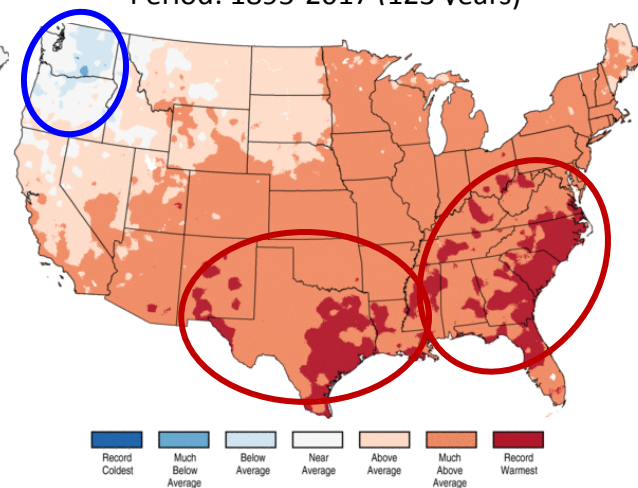 Period: 1895-2017 (123 years)
Record
Coldest
Much
Below
Average
Below
Average
Near
Average
Above
Average
Much
Above
Average
Record
Warmest